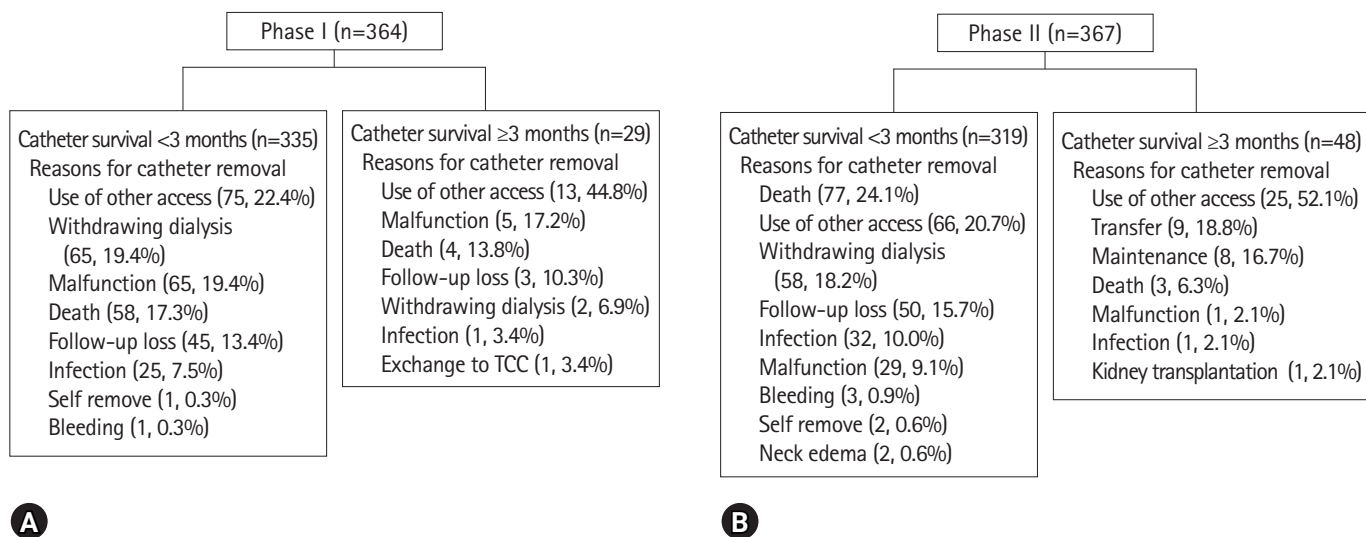 Phase I (n=364)
Catheter survival <3 months (n=335)
Reasons for catheter removal
Use of other access (75, 22.4%)
Withdrawing dialysis
(65, 19.4%)
Malfunction (65, 19.4%)
Death (58, 17.3%)
Follow-up loss (45, 13.4%)
Infection (25, 7.5%)
Self remove (1, 0.3%)
Bleeding (1, 0.3%)
Catheter survival ≥3 months (n=29)
Reasons for catheter removal
Use of other access (13, 44.8%)
Malfunction (5, 17.2%)
Death (4, 13.8%)
Follow-up loss (3, 10.3%)
Withdrawing dialysis (2, 6.9%)
Infection (1, 3.4%)
Exchange to TCC (1, 3.4%)
A
Phase II (n=367)
Catheter survival <3 months (n=319)
Reasons for catheter removal
Death (77, 24.1%)
Use of other access (66, 20.7%)
Withdrawing dialysis
(58, 18.2%)
Follow-up loss (50, 15.7%)
Infection (32, 10.0%)
Malfunction (29, 9.1%)
Bleeding (3, 0.9%)
Self remove (2, 0.6%)
Neck edema (2, 0.6%)
Catheter survival ≥3 months (n=48)
Reasons for catheter removal
Use of other access (25, 52.1%)
Transfer (9, 18.8%)
Maintenance (8, 16.7%)
Death (3, 6.3%)
Malfunction (1, 2.1%)
Infection (1, 2.1%)
Kidney transplantation (1, 2.1%)
B